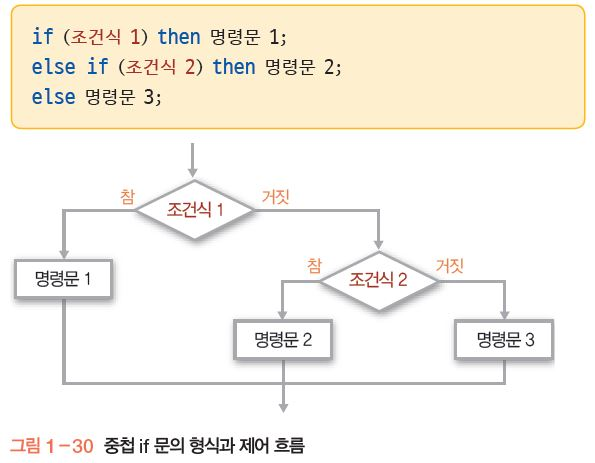 if (조건식 1) then 명령문 1;
else if (조건식 2) then 명령문 2;
else 명령문 3;
참 조건식 1 거짓
명령문 1
참 조건식 2 거짓
명령문 2 명령문 3
그림 1-30 중첩 if 문의 형식과 제어 흐름